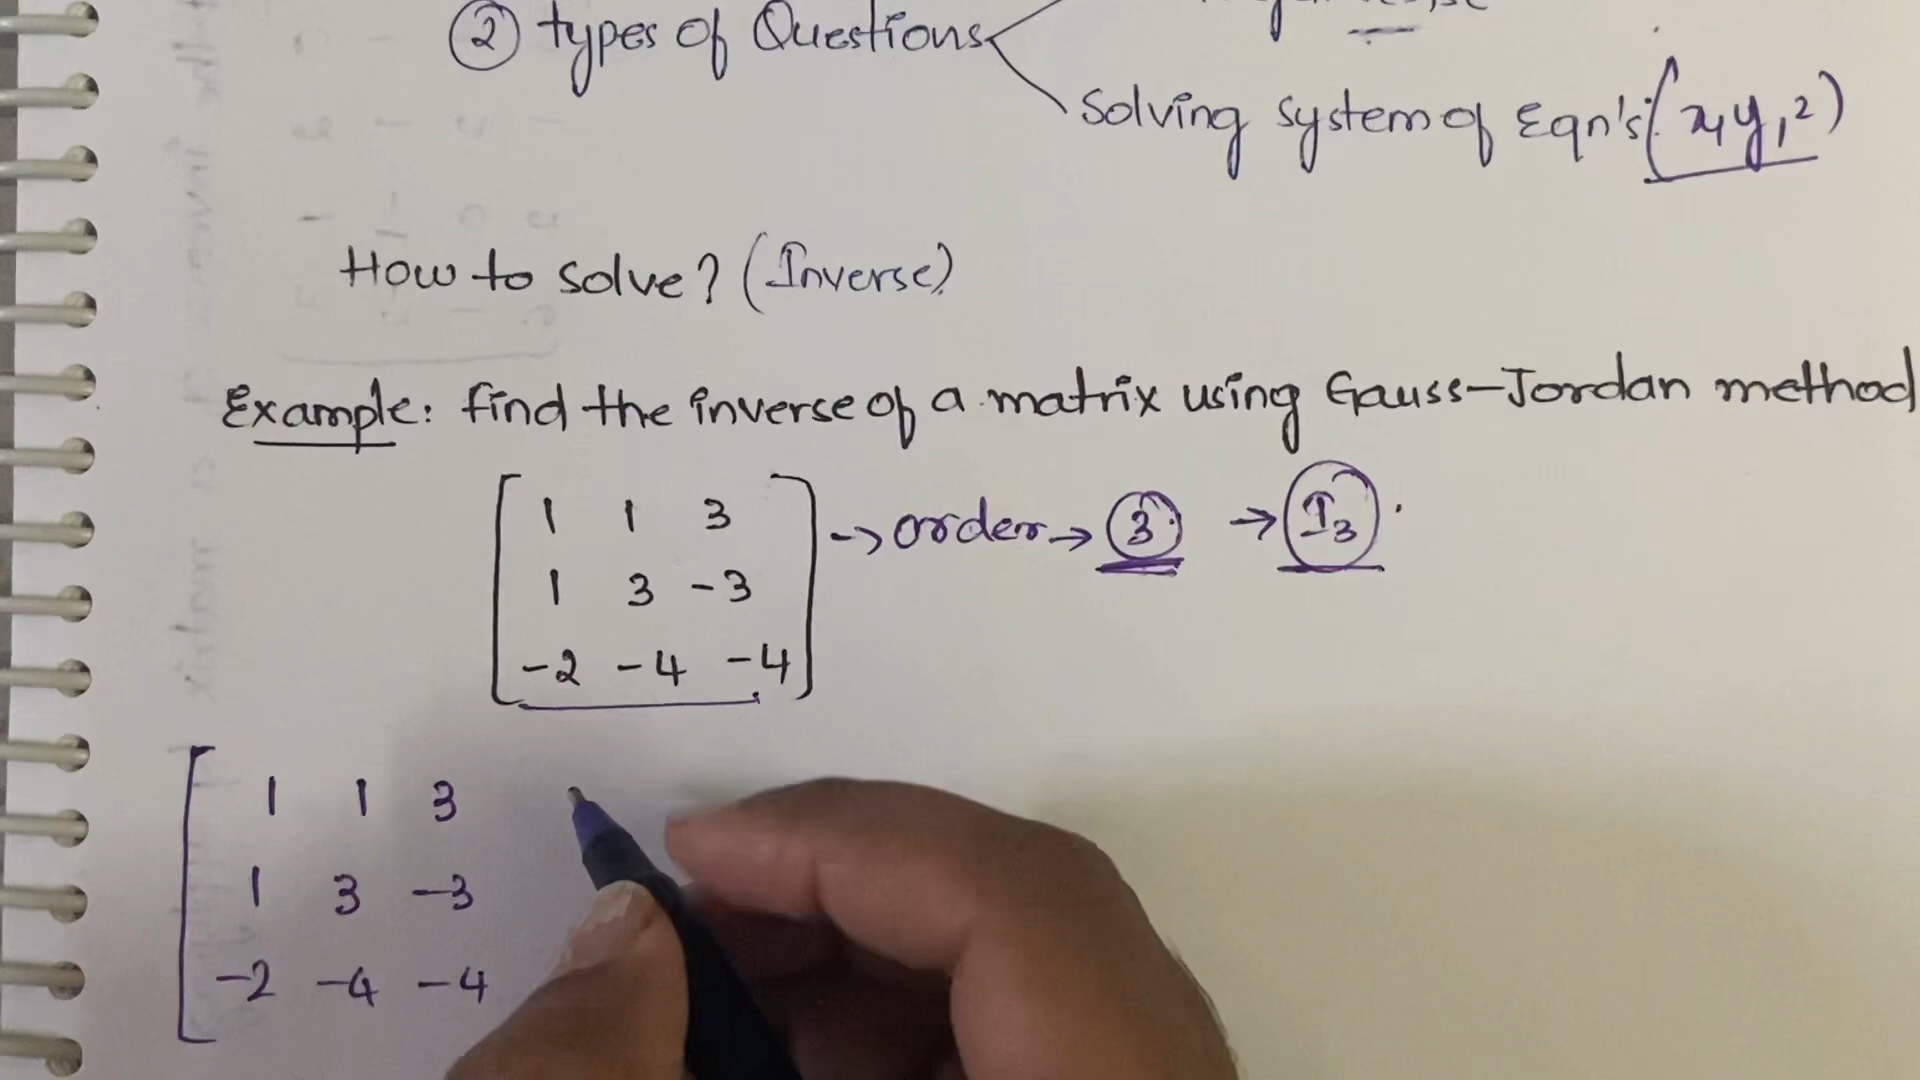 ② types of Questions
Solving system of Eqn's: (x, y, z)
How to solve? (Inverse)
Example: find the inverse of a matrix using Gauss-Jordan method
1 1 3 → order → 3 → I₃
1 3 -3
-2 -4 -4
1 1 3
1 3 -3
-2 -4 -4